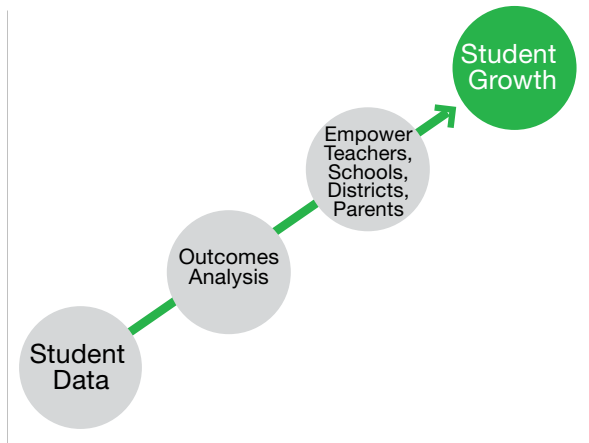 Student
Growth
Empower
Teachers,
Schools,
Districts,
Parents
Outcomes
Analysis
Student
Data